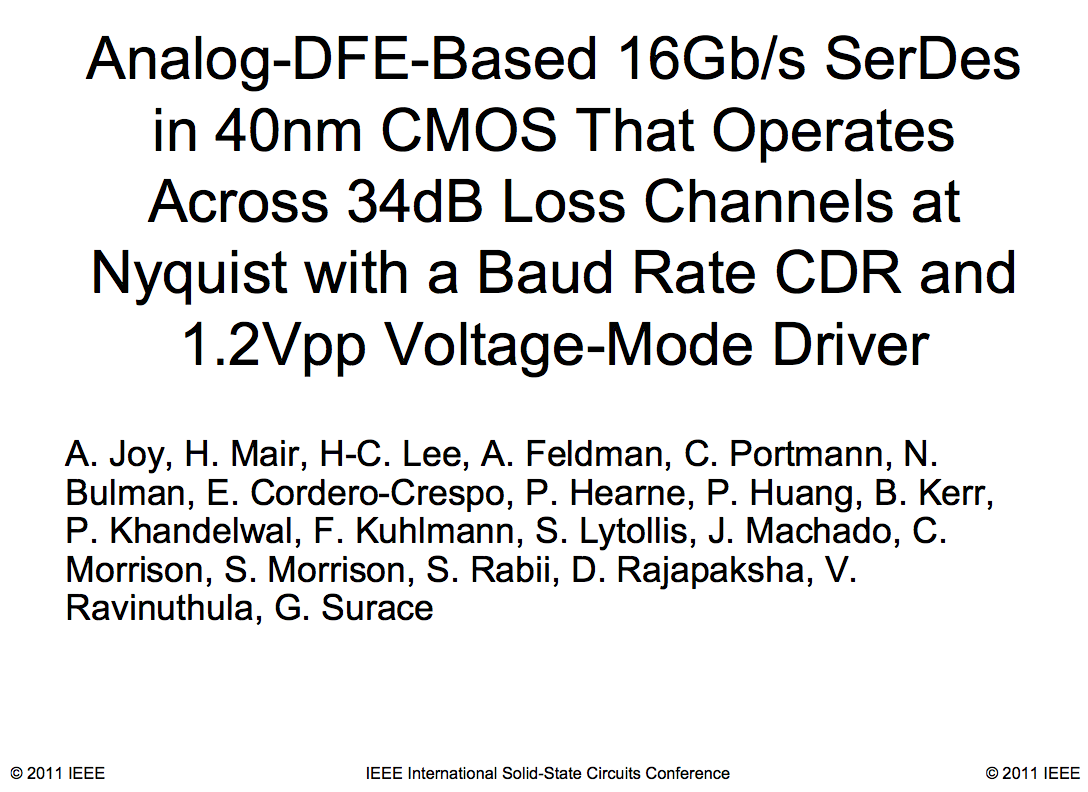 Analog-DFE-Based 16Gb/s SerDes
in 40nm CMOS That Operates
Across 34dB Loss Channels at
Nyquist with a Baud Rate CDR and
1.2Vpp Voltage-Mode Driver
A. Joy, H. Mair, H-C. Lee, A. Feldman, C. Portmann, N.
Bulman, E. Cordero-Crespo, P. Hearne, P. Huang, B. Kerr,
P. Khandelwal, F. Kuhlmann, S. Lytollis, J. Machado, C.
Morrison, S. Morrison, S. Rabii, D. Rajapaksha, V.
Ravinuthula, G. Surace
© 2011 IEEE
IEEE International Solid-State Circuits Conference
© 2011 IEEE